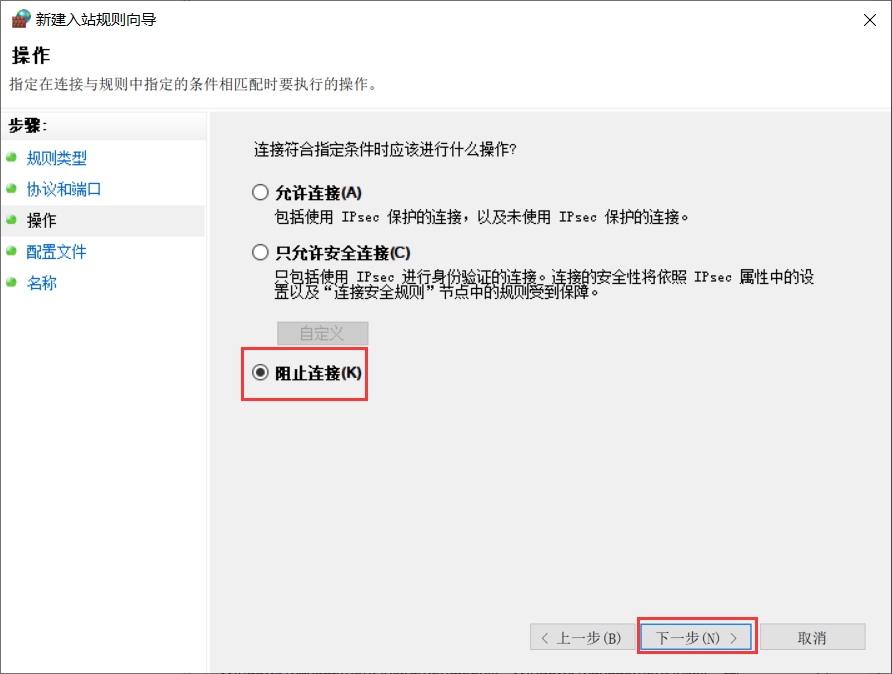 新建入站规则向导
操作
指定在连接与规则中指定的条件相匹配时要执行的操作。
步骤:
规则类型
协议和端口
操作
配置文件
名称
连接符合指定条件时应该进行什么操作?
允许连接(A)
包括使用 IPsec 保护的连接，以及未使用 IPsec 保护的连接。
只允许安全连接(C)
只包括使用 IPsec 进行身份验证的连接。连接的安全性将依照 IPsec 属性中的设
置以及“连接安全规则”节点中的规则受到保障。
自定义
阻止连接(K)
< 上一步(B)
下一步(N) >
取消